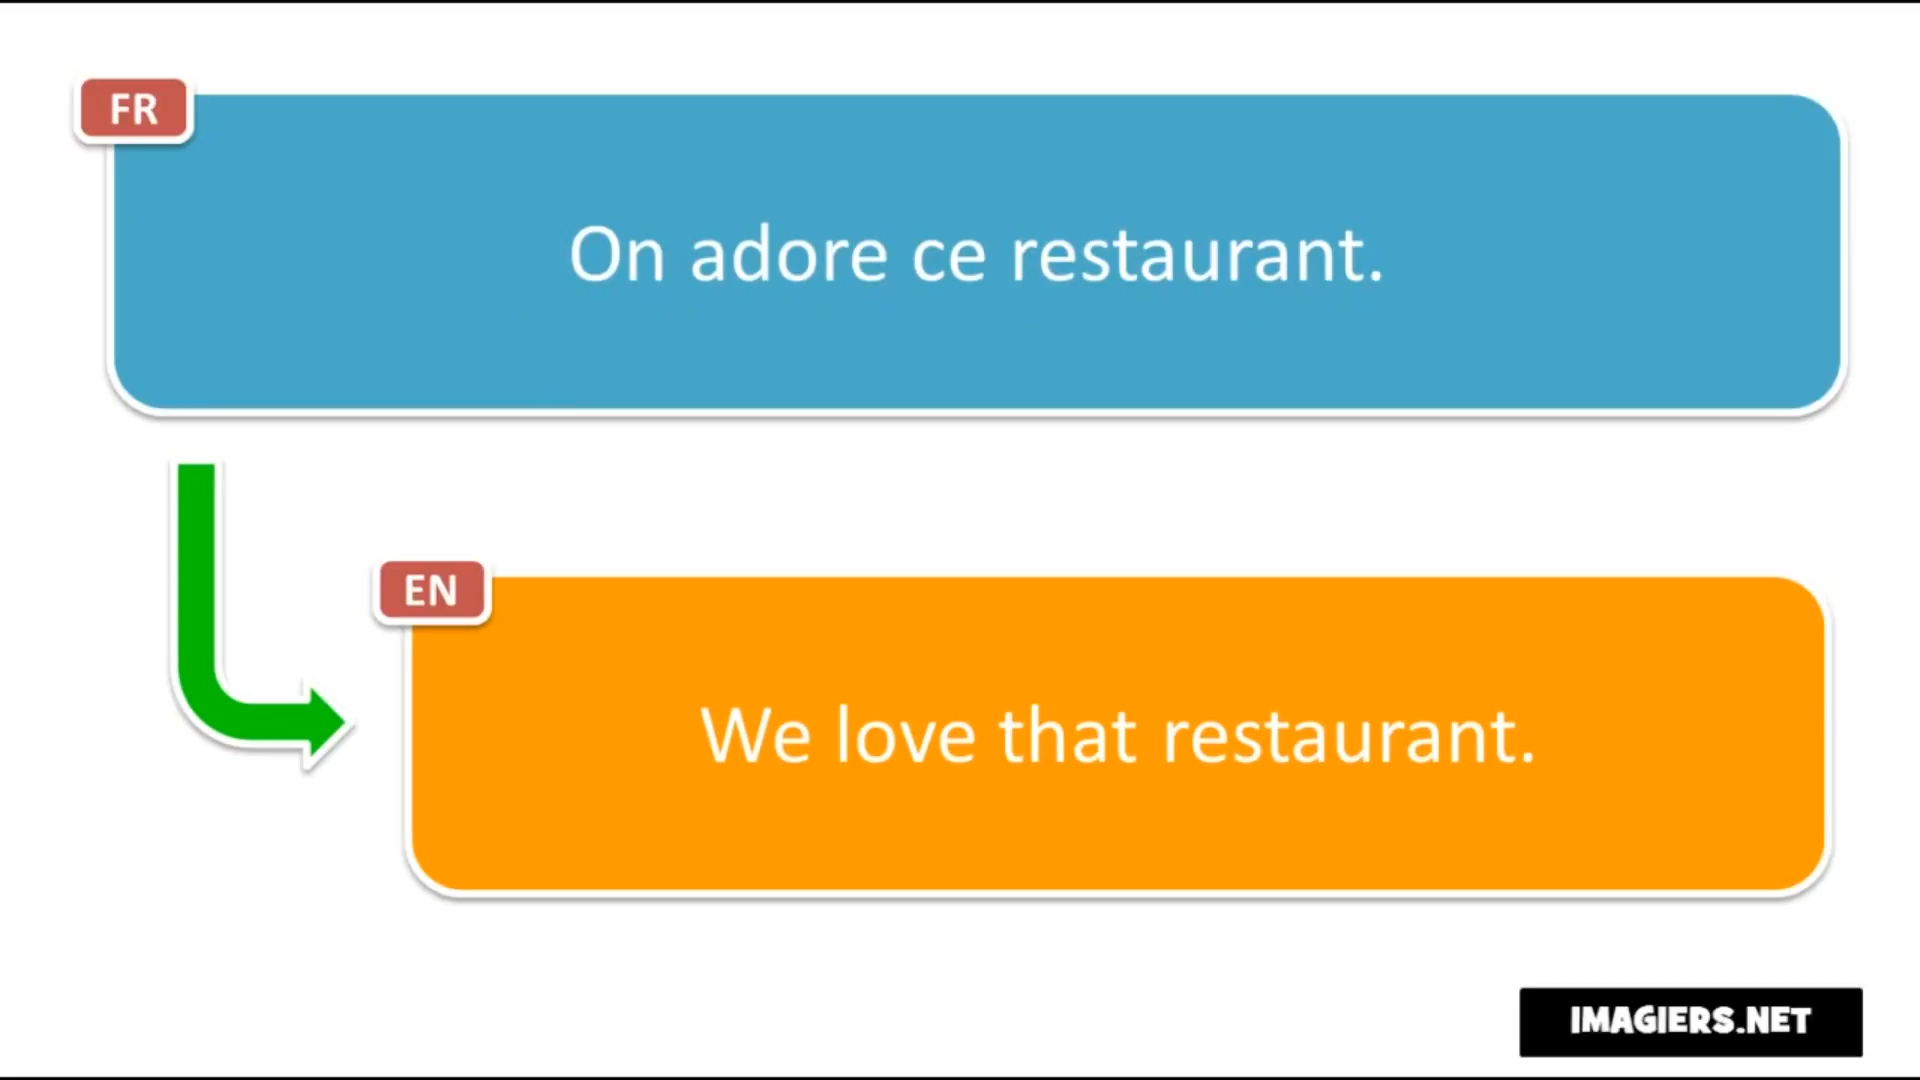 FR
On adore ce restaurant.
EN
We love that restaurant.
IMAGIERS.NET